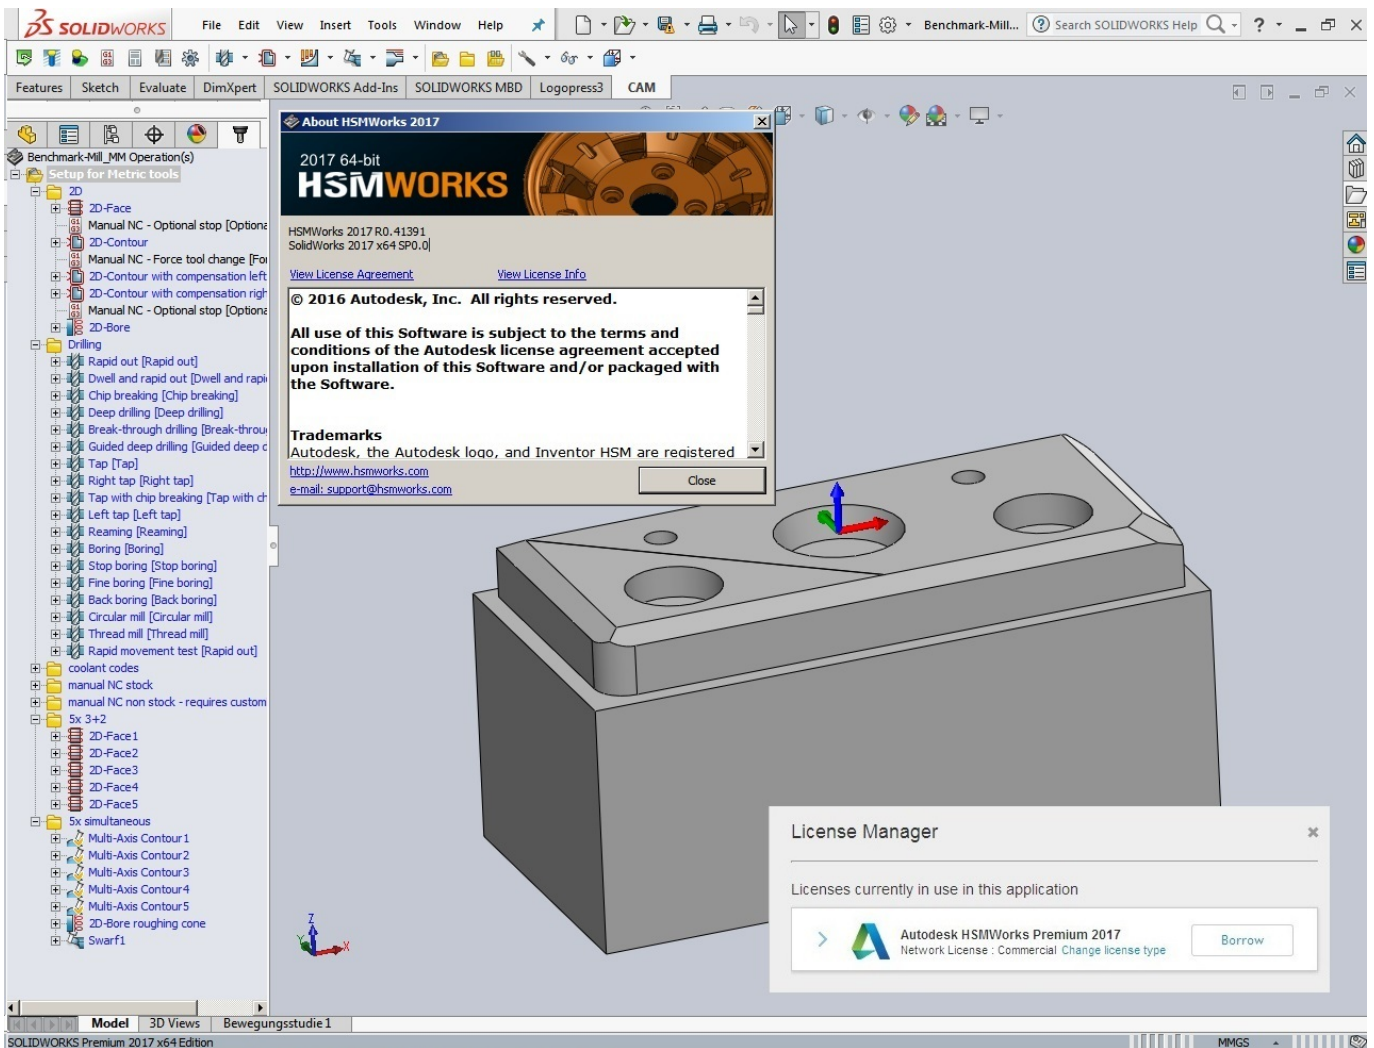 SOLIDWORKS
File Edit View Insert Tools Window Help
Benchmark-Mill...
Search SOLIDWORKS Help
Features Sketch Evaluate DimXpert SOLIDWORKS Add-Ins SOLIDWORKS MBD Logopress3 CAM
Benchmark-Mill_MM Operation(s)
Setup for Metric tools
2D
2D-Face
Manual NC - Optional stop [Optiona
2D-Contour
Manual NC - Force tool change [For
2D-Contour with compensation left
2D-Contour with compensation righ
Manual NC - Optional stop [Optiona
2D-Bore
Drilling
Rapid out [Rapid out]
Dwell and rapid out [Dwell and rapi
Chip breaking [Chip breaking]
Deep drilling [Deep drilling]
Break-through drilling [Break-throu
Guided deep drilling [Guided deep d
Tap [Tap]
Right tap [Right tap]
Tap with chip breaking [Tap with ch
Left tap [Left tap]
Reaming [Reaming]
Boring [Boring]
Stop boring [Stop boring]
Fine boring [Fine boring]
Back boring [Back boring]
Circular mill [Circular mill]
Thread mill [Thread mill]
Rapid movement test [Rapid out]
coolant codes
manual NC stock
manual NC non stock - requires custom
5x 3+2
2D-Face1
2D-Face2
2D-Face3
2D-Face4
2D-Face5
5x simultaneous
Multi-Axis Contour1
Multi-Axis Contour2
Multi-Axis Contour3
Multi-Axis Contour4
Multi-Axis Contour5
2D-Bore roughing cone
Swarf1
About HSMWorks 2017
2017 64-bit
HSMWORKS
HSMWorks 2017 R0.41391
SolidWorks 2017 x64 SP0.0
View License Agreement View License Info
© 2016 Autodesk, Inc. All rights reserved.
All use of this Software is subject to the terms and
conditions of the Autodesk license agreement accepted
upon installation of this Software and/or packaged with
the Software.
Trademarks
Autodesk, the Autodesk logo, and Inventor HSM are registered
http://www.hsmworks.com
e-mail: support@hsmworks.com
Close
Z
Y
X
License Manager
Licenses currently in use in this application
Autodesk HSMWorks Premium 2017
Network License : Commercial Change license type
Borrow
Model 3D Views Bewegungsstudie 1
SOLIDWORKS Premium 2017 x64 Edition
MMGS